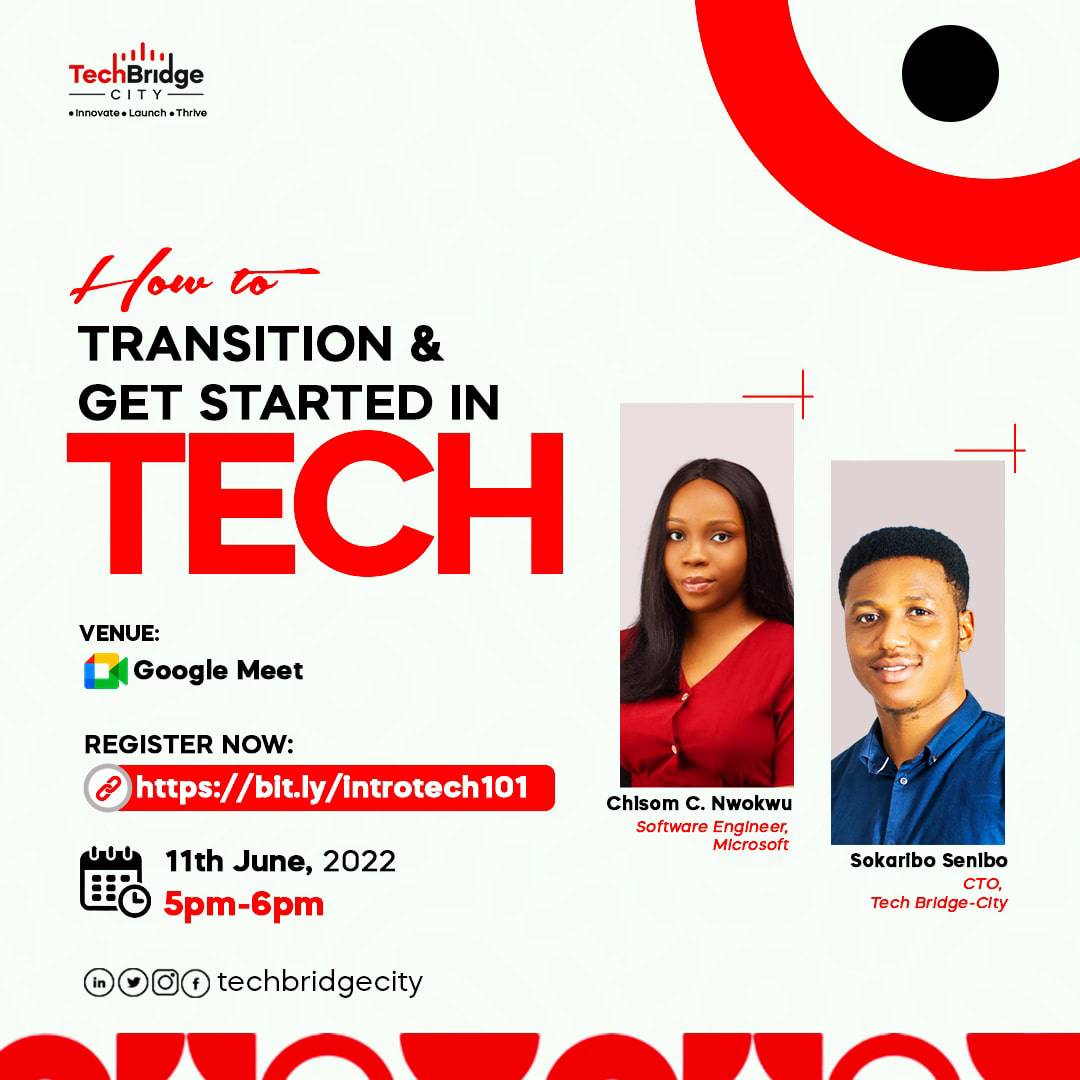 TechBridge
CITY
• Innovate • Launch • Thrive
How to
TRANSITION &
GET STARTED IN
TECH
VENUE:
Google Meet
REGISTER NOW:
https://bit.ly/introtech101
11th June, 2022
5pm-6pm
techbridgecity
Chisom C. Nwokwu
Software Engineer,
Microsoft
Sokaribo Senibo
CTO,
Tech Bridge-City